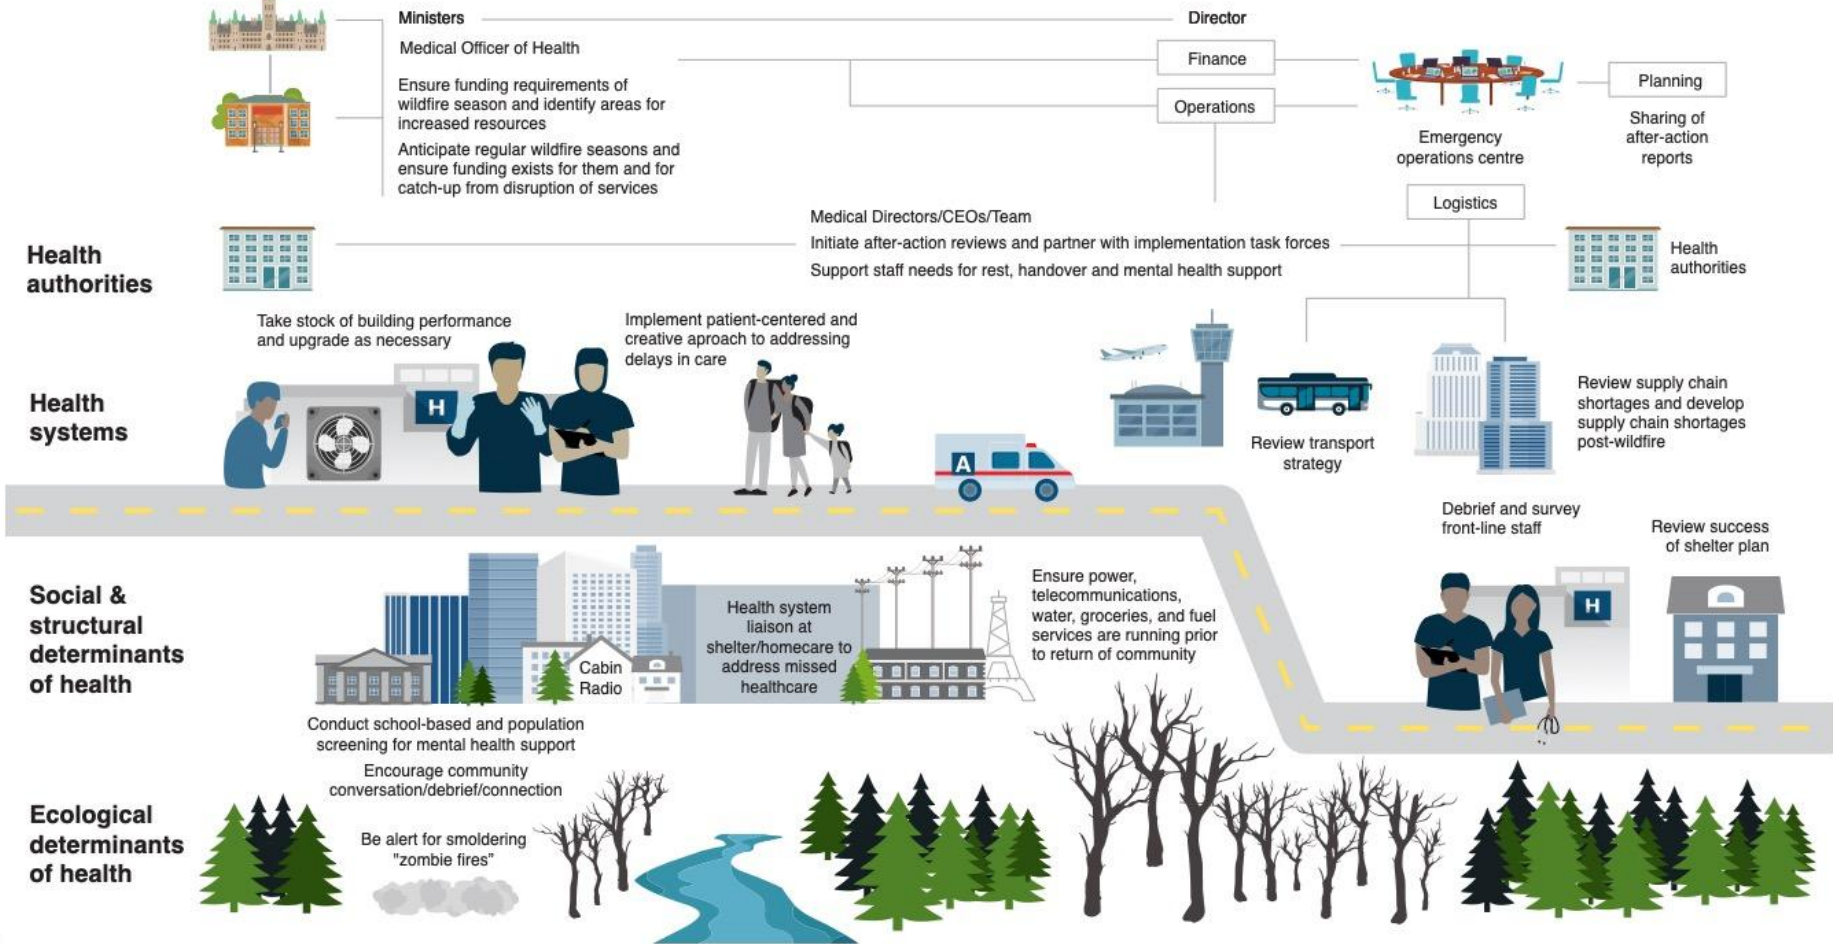 Ministers
Director
Medical Officer of Health
Finance
Ensure funding requirements of
wildfire season and identify areas for
increased resources
Operations
Planning
Anticipate regular wildfire seasons and
ensure funding exists for them and for
catch-up from disruption of services
Emergency
operations centre
Sharing of
after-action
reports
Logistics
Health
authorities
Medical Directors/CEOs/Team
Initiate after-action reviews and partner with implementation task forces
Support staff needs for rest, handover and mental health support
Health
authorities
Health
systems
Take stock of building performance
and upgrade as necessary
H
Implement patient-centered and
creative aproach to addressing
delays in care
A
Review transport
strategy
Review supply chain
shortages and develop
supply chain shortages
post-wildfire
Debrief and survey
front-line staff
Review success
of shelter plan
H
Social &
structural
determinants
of health
Cabin
Radio
Health system
liaison at
shelter/homecare to
address missed
healthcare
Ensure power,
telecommunications,
water, groceries, and fuel
services are running prior
to return of community
Conduct school-based and population
screening for mental health support
Encourage community
conversation/debrief/connection
Ecological
determinants
of health
Be alert for smoldering
"zombie fires”